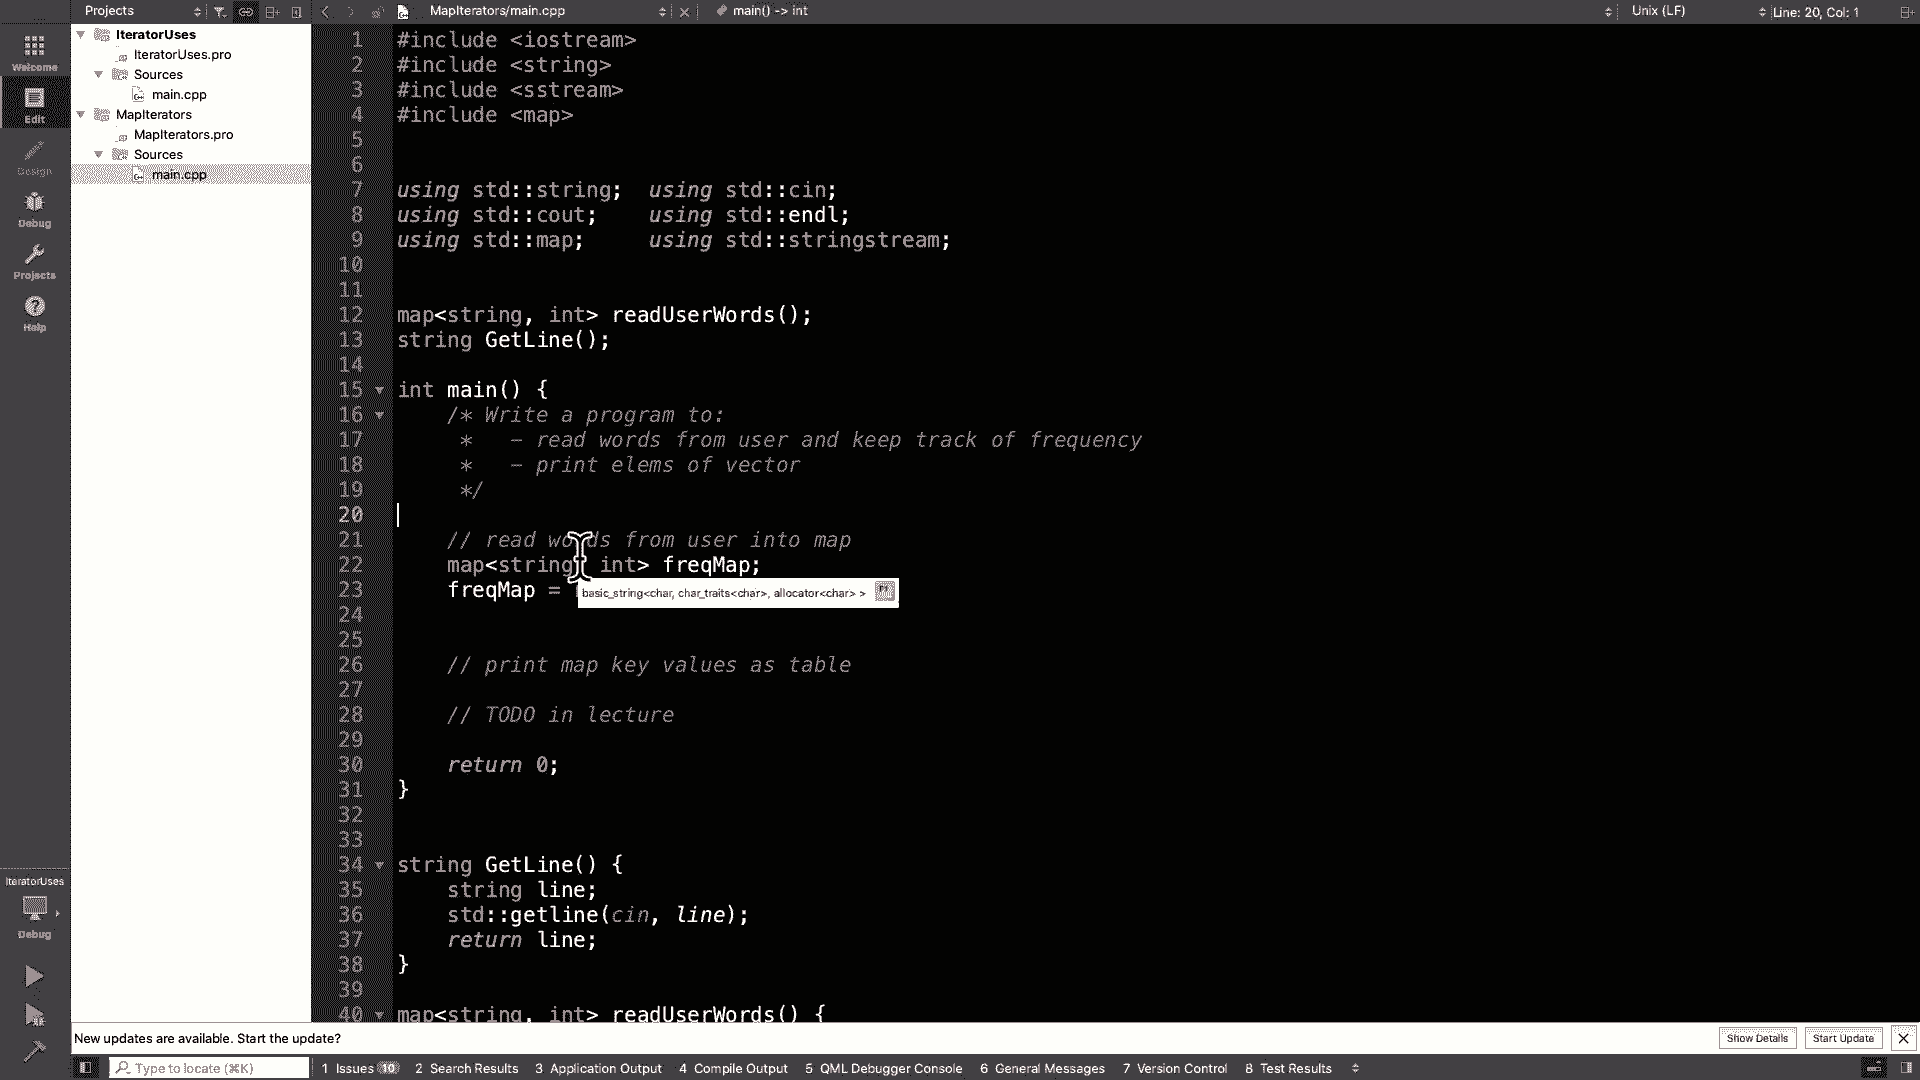 Projects
MapIterators/main.cpp
main() -> int
Unix (LF)
Line: 20, Col: 1
Welcome
Edit
Design
Debug
Projects
Help
IteratorUses
IteratorUses.pro
Sources
main.cpp
MapIterators
MapIterators.pro
Sources
main.cpp
1 #include <iostream>
2 #include <string>
3 #include <sstream>
4 #include <map>
5
6
7 using std::string;  using std::cin;
8 using std::cout;    using std::endl;
9 using std::map;     using std::stringstream;
10
11
12 map<string, int> readUserWords();
13 string GetLine();
14
15 int main() {
16     /* Write a program to:
17      *   - read words from user and keep track of frequency
18      *   - print elems of vector
19      */
20
21     // read words from user into map
22     map<string, int> freqMap;
23     freqMap =
basic_string<char, char_traits<char>, allocator<char> >
24
25
26     // print map key values as table
27
28     // TODO in lecture
29
30     return 0;
31 }
32
33
34 string GetLine() {
35     string line;
36     std::getline(cin, line);
37     return line;
38 }
39
40 map<string, int> readUserWords() {
IteratorUses
Debug
New updates are available. Start the update?
Show Details
Start Update
Type to locate (⌘K)
1 Issues 10
2 Search Results
3 Application Output
4 Compile Output
5 QML Debugger Console
6 General Messages
7 Version Control
8 Test Results